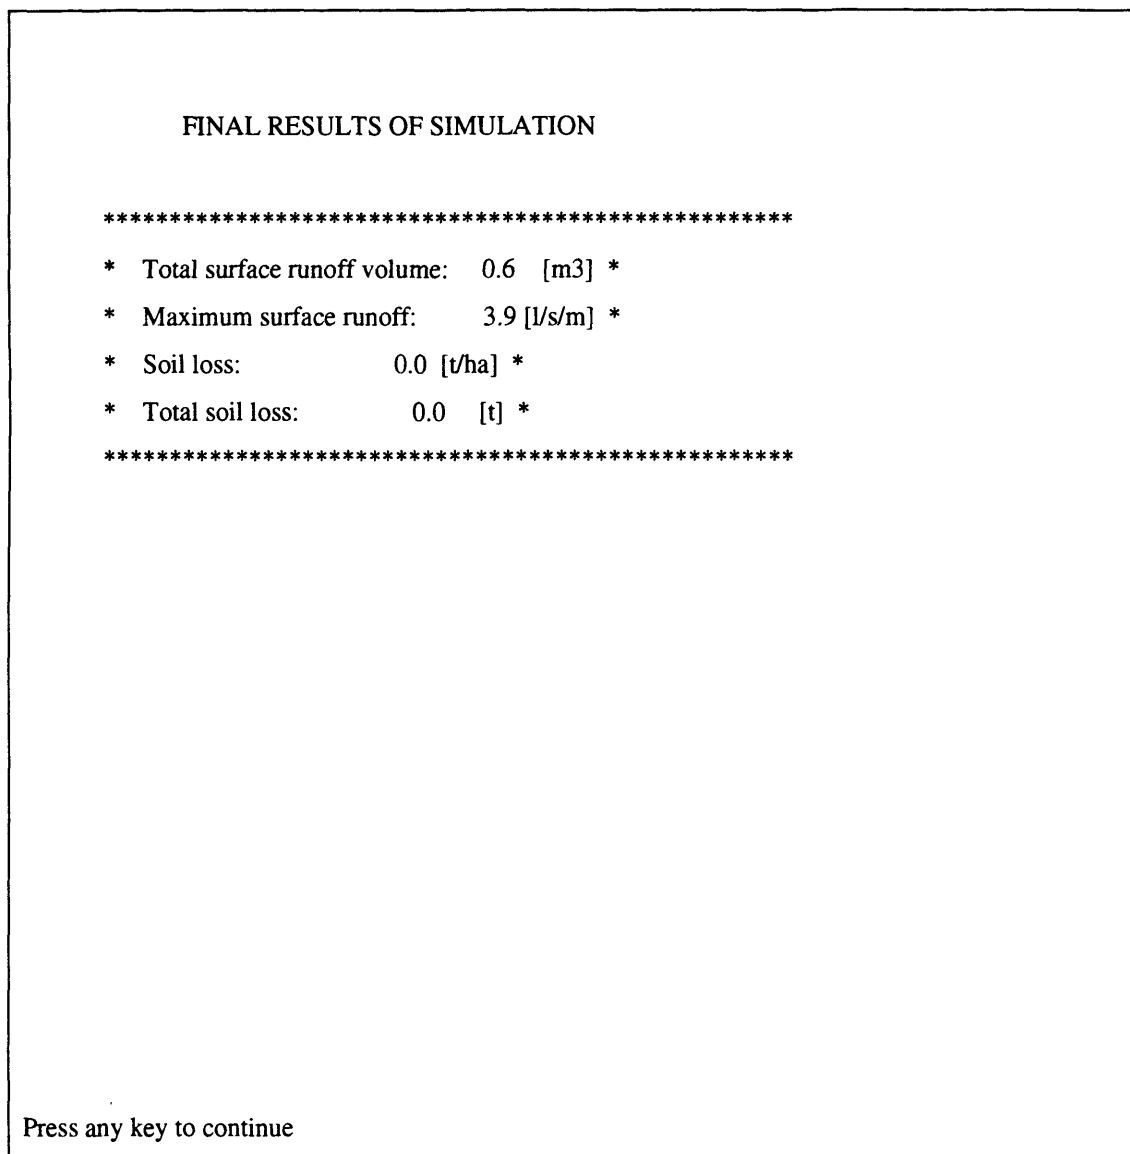 FINAL RESULTS OF SIMULATION
****************************************************
* Total surface runoff volume: 0.6 [m3] *
* Maximum surface runoff: 3.9 [l/s/m] *
* Soil loss: 0.0 [t/ha] *
* Total soil loss: 0.0 [t] *
****************************************************
Press any key to continue